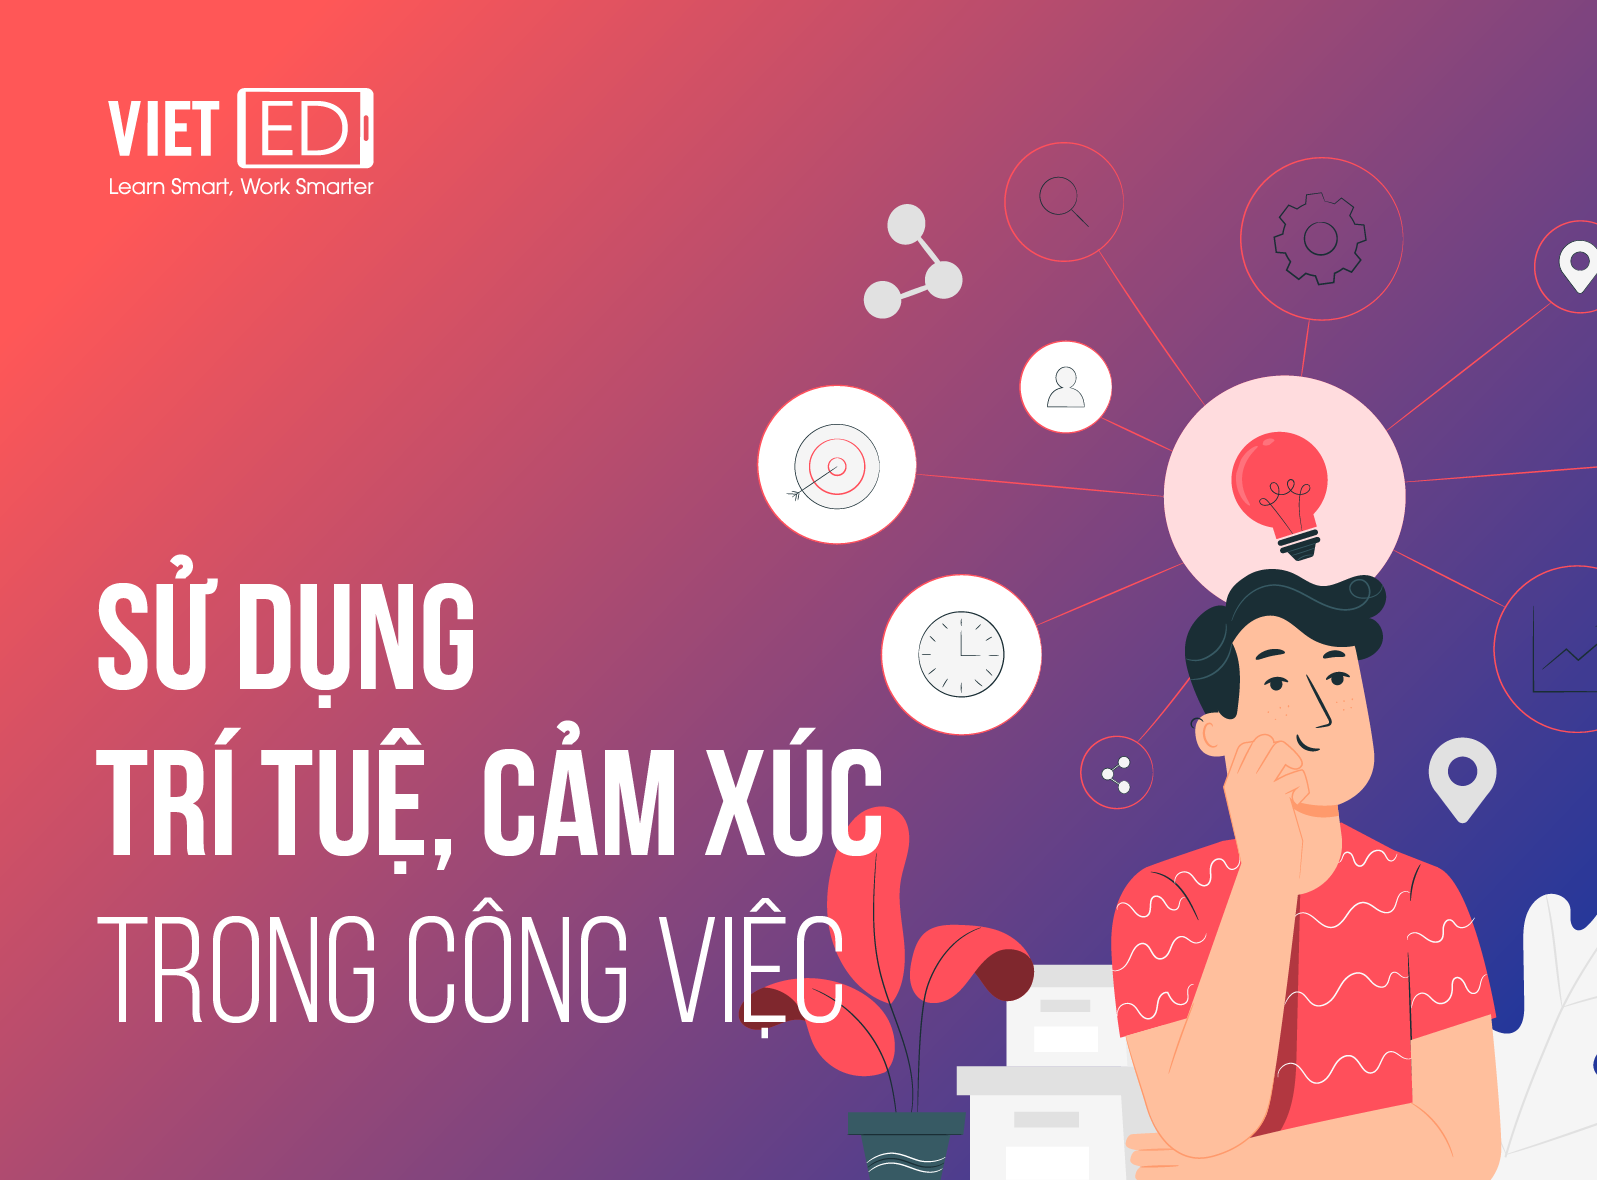 VIET ED
Learn Smart, Work Smarter
SỬ DỤNG
TRÍ TUỆ, CẢM XÚC
TRONG CÔNG VIỆC